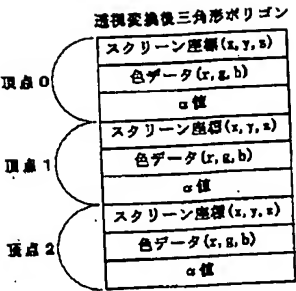 透視変換後三角形ポリゴン
頂点0
スクリーン座標(x, y, z)
色データ(r, g, b)
α値
頂点1
スクリーン座標(x, y, z)
色データ(r, g, b)
α値
頂点2
スクリーン座標(x, y, z)
色データ(r, g, b)
α値